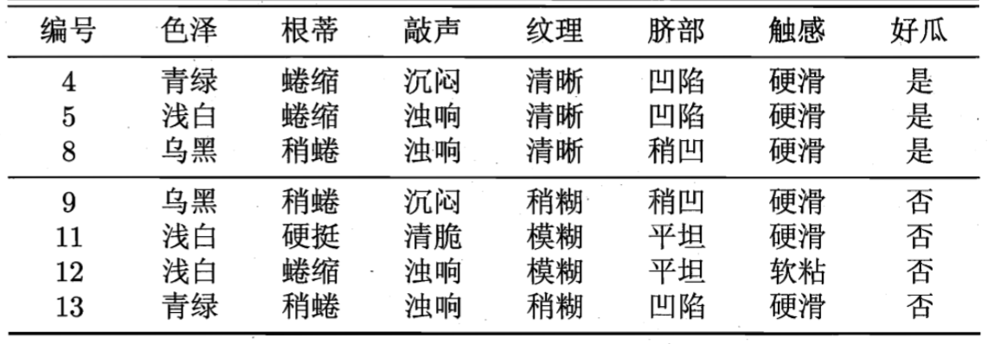 编号 色泽 根蒂 敲声 纹理 脐部 触感 好瓜
4 青绿 蜷缩 沉闷 清晰 凹陷 硬滑 是
5 浅白 蜷缩 浊响 清晰 凹陷 硬滑 是
8 乌黑 稍蜷 浊响 清晰 稍凹 硬滑 是
9 乌黑 稍蜷 沉闷 稍糊 稍凹 硬滑 否
11 浅白 硬挺 清脆 模糊 平坦 硬滑 否
12 浅白 蜷缩 浊响 模糊 平坦 软粘 否
13 青绿 稍蜷 浊响 稍糊 凹陷 硬滑 否